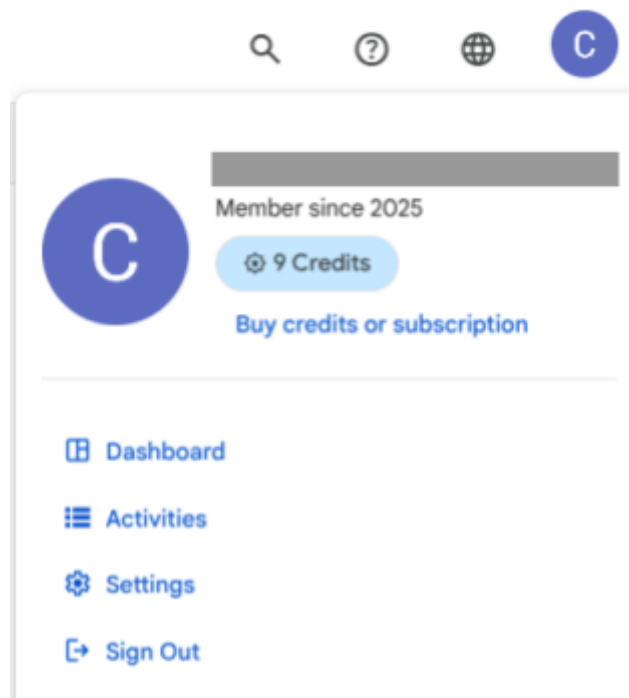 C
C
Member since 2025
9 Credits
Buy credits or subscription
Dashboard
Activities
Settings
Sign Out